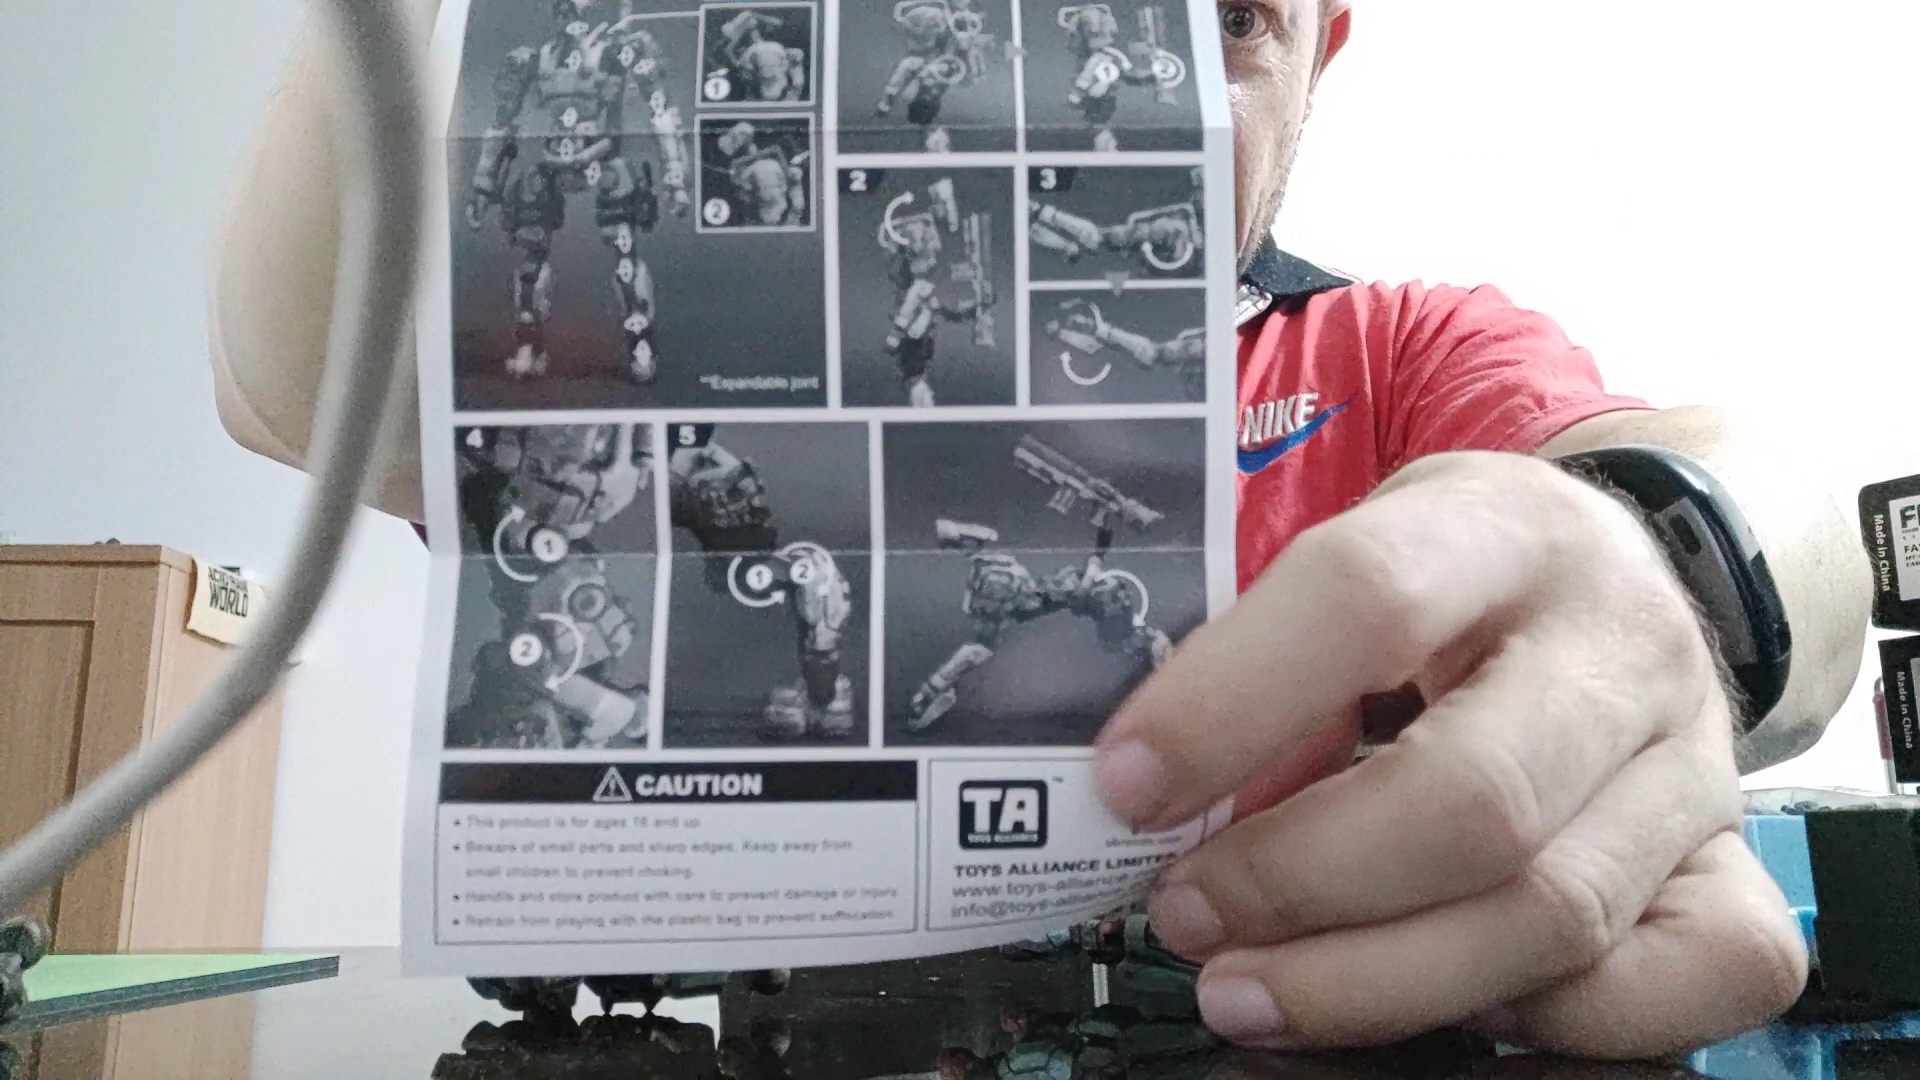 1
2
1
2
2
3
**Expandable joint
4
5
1
2
1
2
CAUTION
• This product is for ages 15 and up.
• Beware of small parts and sharp edges. Keep away from
small children to prevent choking.
• Handle and store product with care to prevent damage or injury.
• Refrain from playing with the plastic bag to prevent suffocation.
TA™
TOYS ALLIANCE
TOYS ALLIANCE LIMITED
www.toys-alliance
info@toys-allia
NIKE
WORLD
Made in China
Made in China